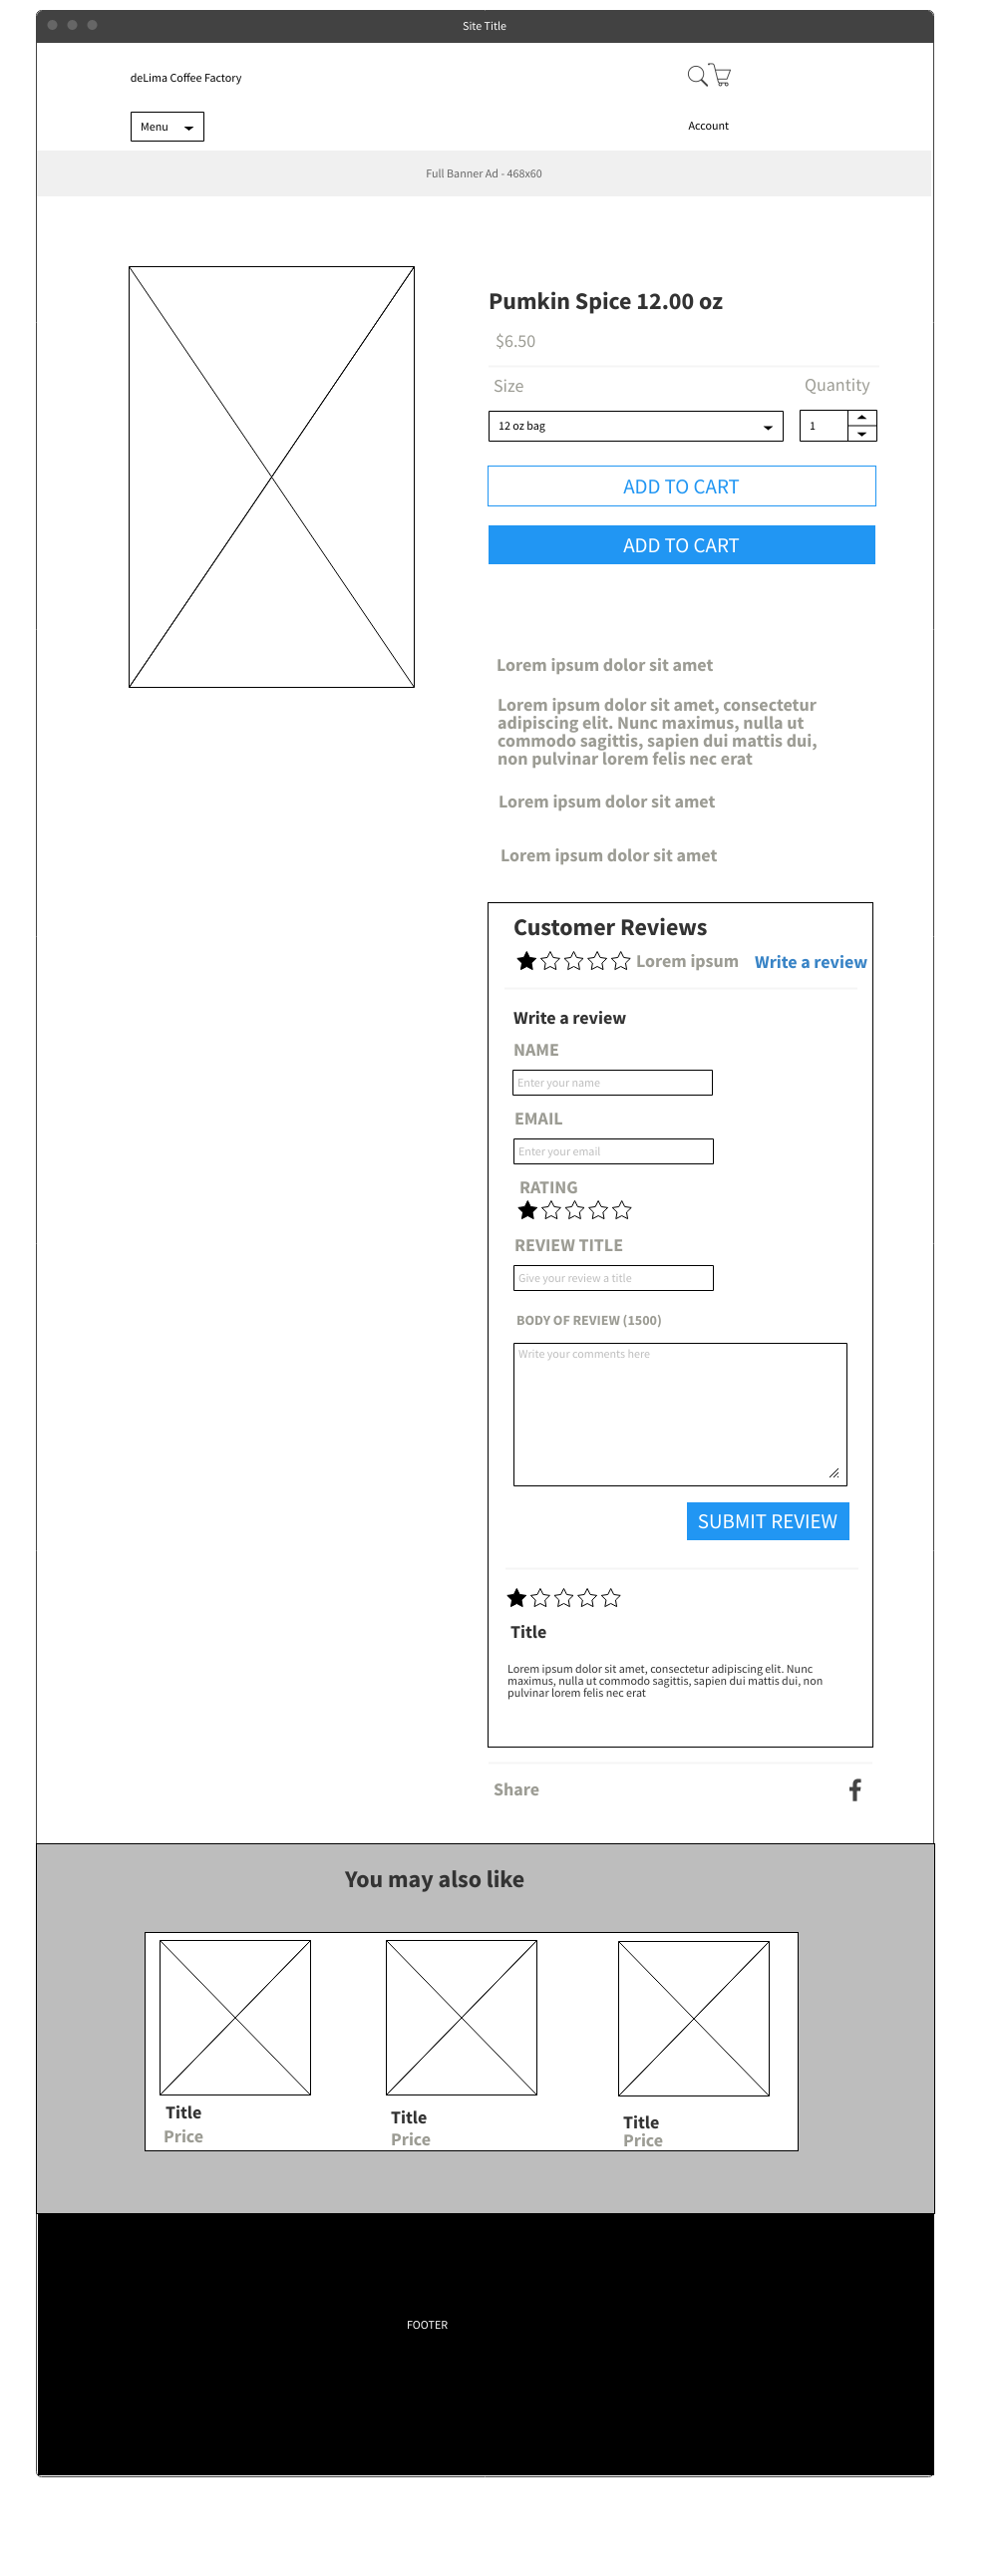 Site Title
deLima Coffee Factory
Menu
Account
Full Banner Ad - 468x60
Pumkin Spice 12.00 oz
$6.50
Size
Quantity
12 oz bag
1
ADD TO CART
ADD TO CART
Lorem ipsum dolor sit amet
Lorem ipsum dolor sit amet, consectetur
adipiscing elit. Nunc maximus, nulla ut
commodo sagittis, sapien dui mattis dui,
non pulvinar lorem felis nec erat
Lorem ipsum dolor sit amet
Lorem ipsum dolor sit amet
Customer Reviews
Lorem ipsum
Write a review
Write a review
NAME
Enter your name
EMAIL
Enter your email
RATING
REVIEW TITLE
Give your review a title
BODY OF REVIEW (1500)
Write your comments here
SUBMIT REVIEW
Title
Lorem ipsum dolor sit amet, consectetur adipiscing elit. Nunc
maximus, nulla ut commodo sagittis, sapien dui mattis dui, non
pulvinar lorem felis nec erat
Share
You may also like
Title
Price
Title
Price
Title
Price
FOOTER